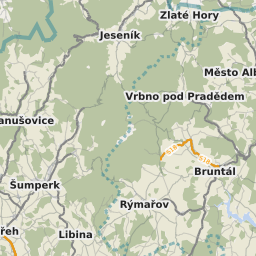 Zlaté Hory
Jeseník
Město Alb
Vrbno pod Pradědem
anušovice
Bruntál
Šumperk
Rýmařov
řeh
Libina